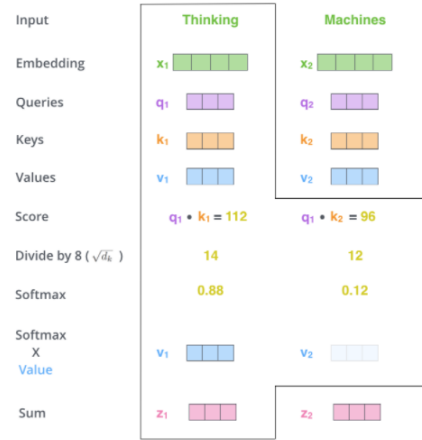 Input Thinking Machines
Embedding x₁ x₂
Queries q₁ q₂
Keys k₁ k₂
Values v₁ v₂
Score q₁ • k₁ = 112 q₁ • k₂ = 96
Divide by 8 ( √dₖ ) 14 12
Softmax 0.88 0.12
Softmax
X
Value v₁ v₂
Sum z₁ z₂